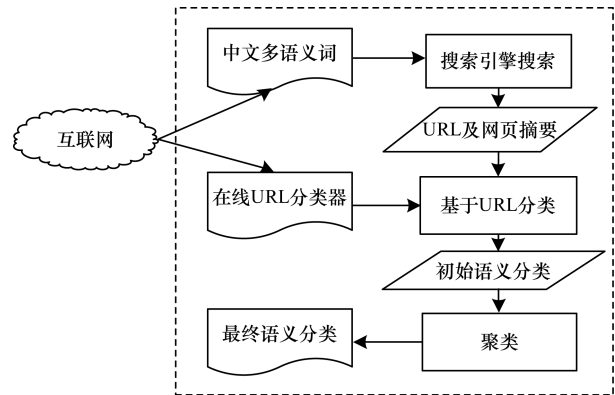 中文多语义词
搜索引擎搜索
URL及网页摘要
互联网
在线URL分类器
基于URL分类
初始语义分类
最终语义分类
聚类